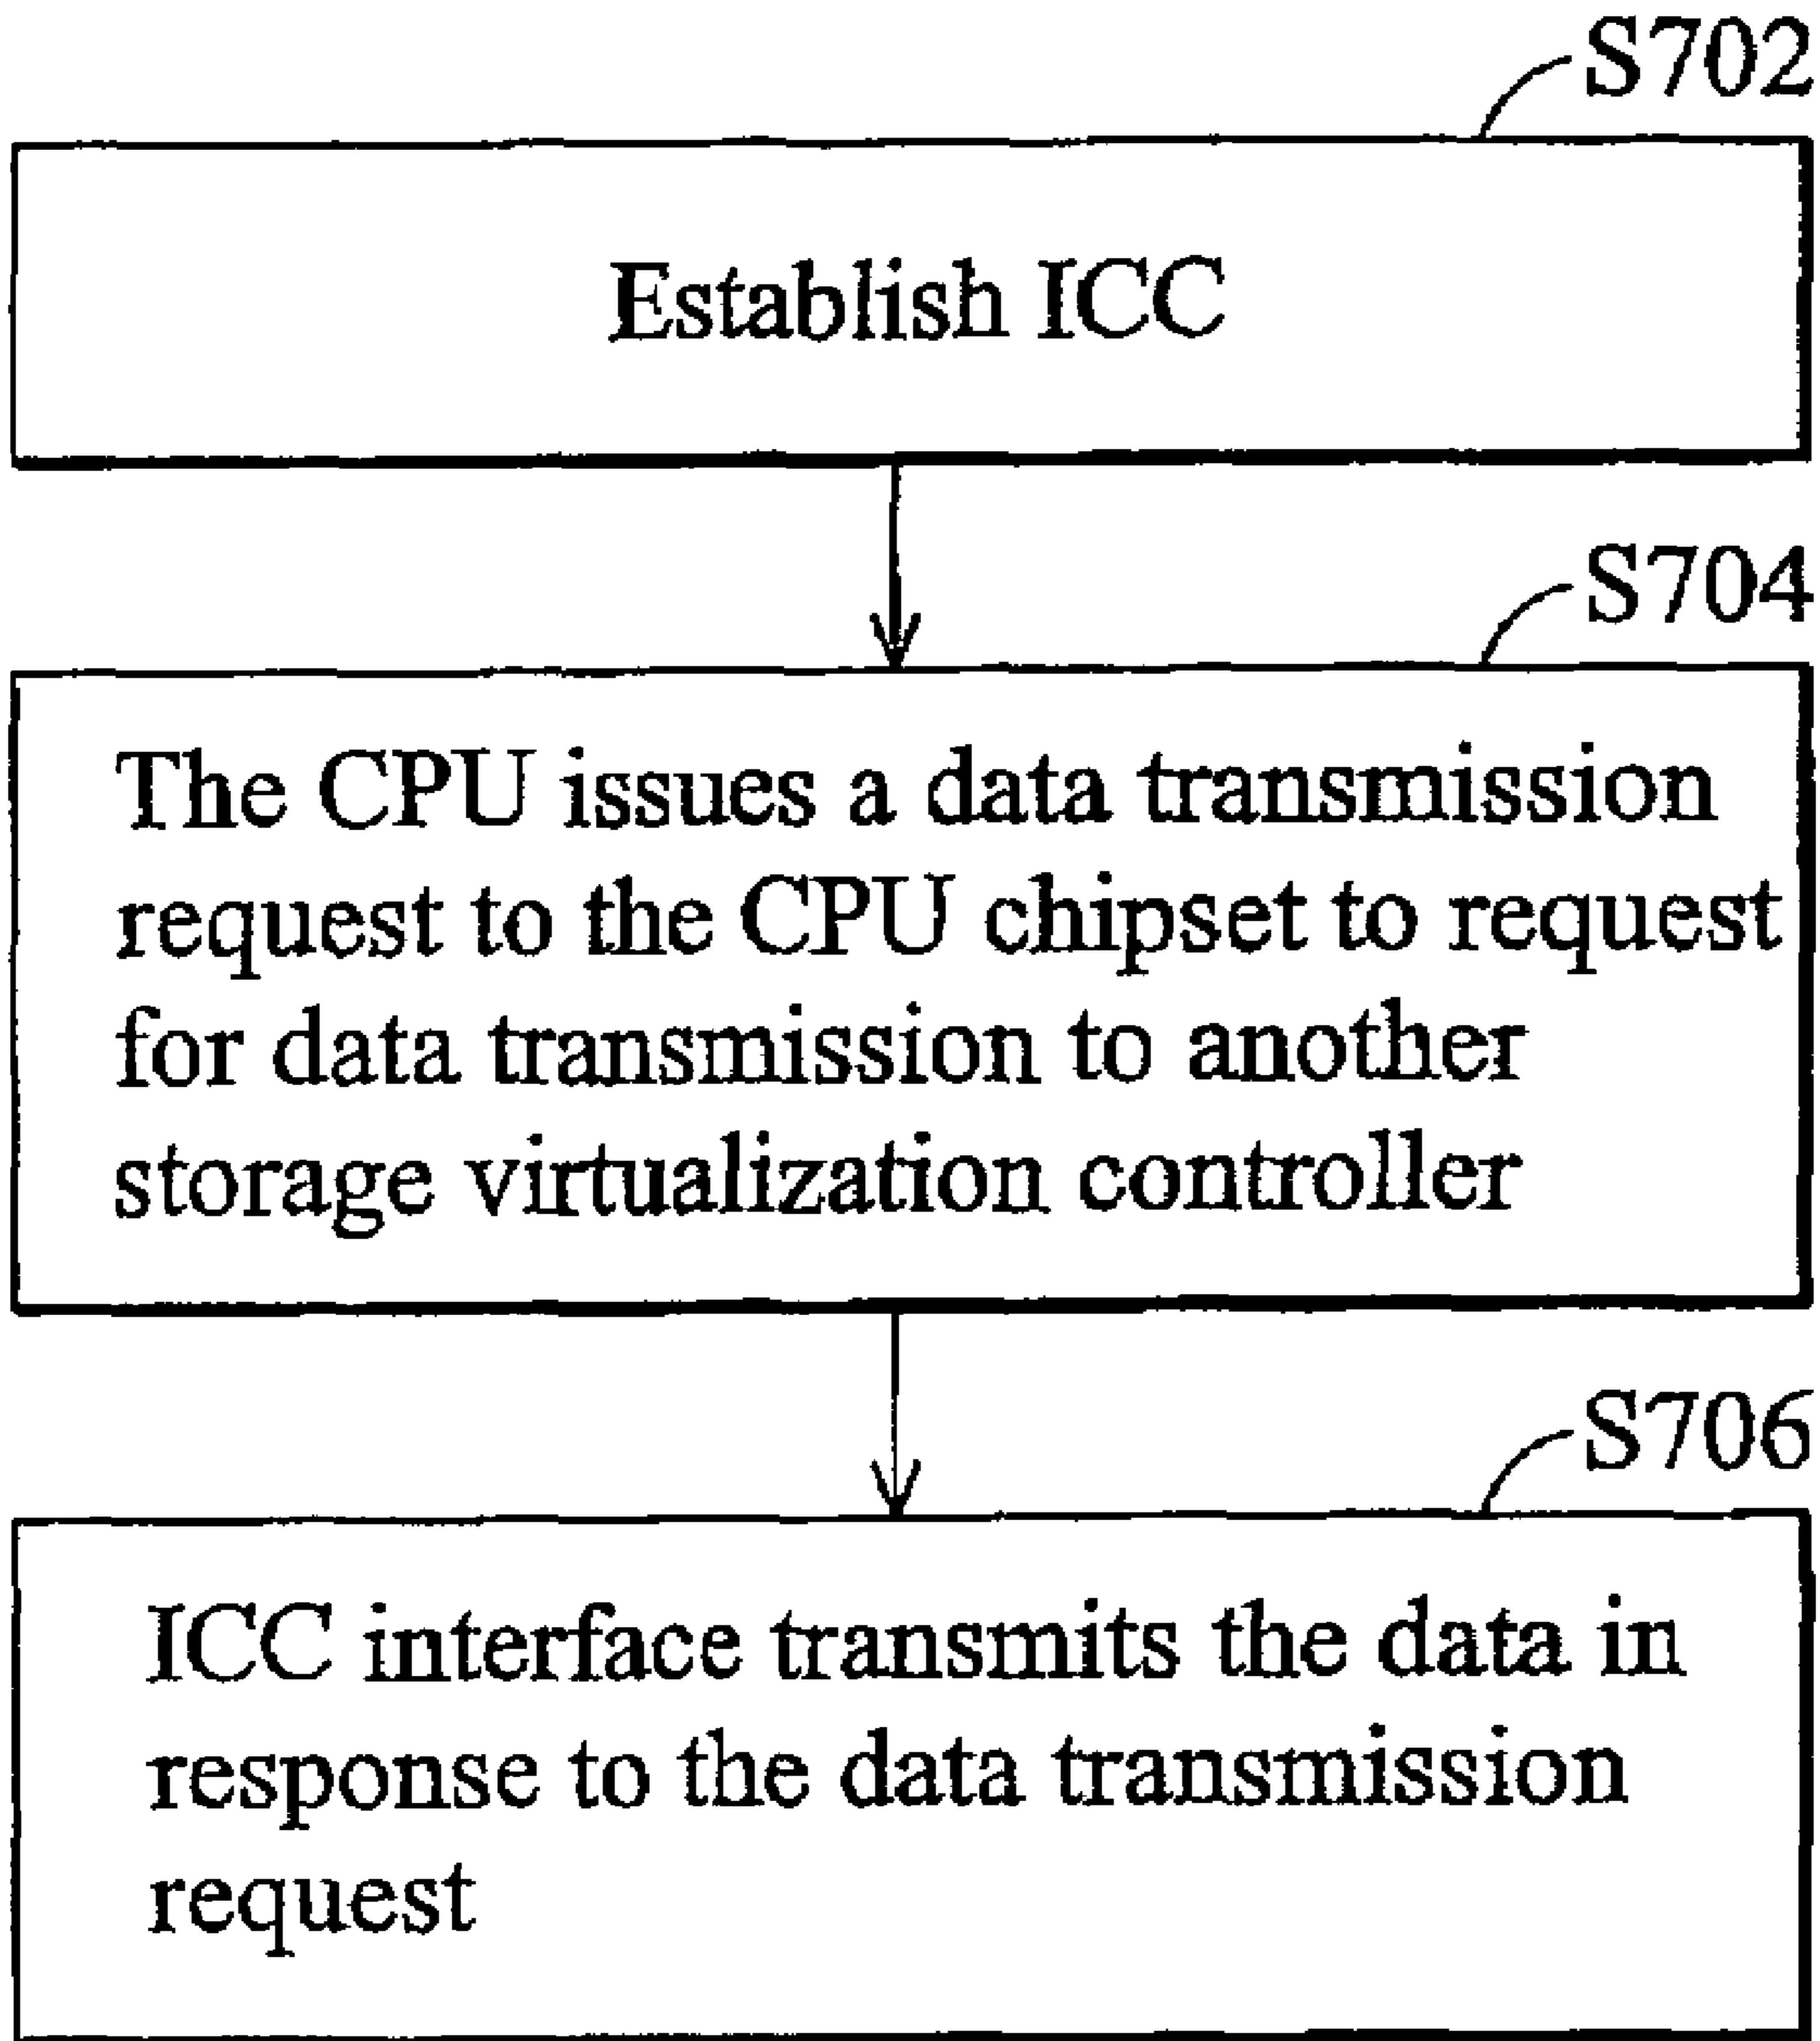 S702
Establish ICC
S704
The CPU issues a data transmission
request to the CPU chipset to request
for data transmission to another
storage virtualization controller
S706
ICC interface transmits the data in
response to the data transmission
request